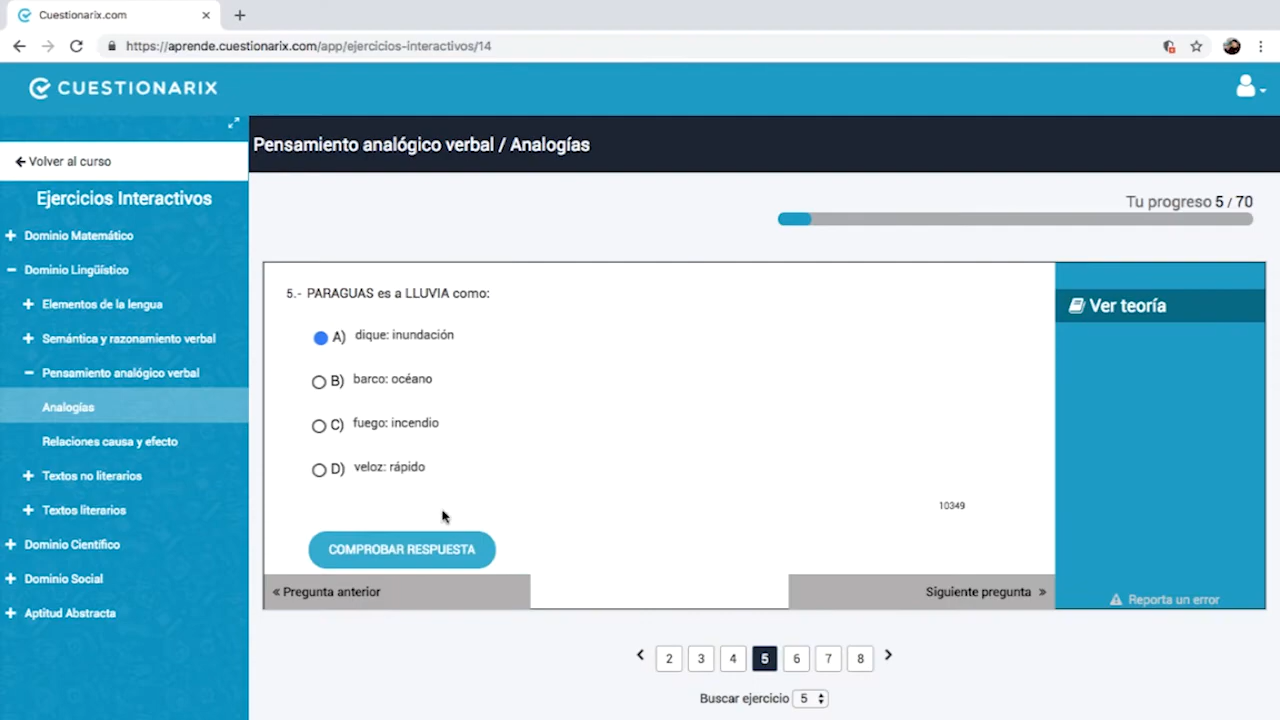 Cuestionarix.com
https://aprende.cuestionarix.com/app/ejercicios-interactivos/14
CUESTIONARIX
Volver al curso
Ejercicios Interactivos
Dominio Matemático
Dominio Lingüístico
Elementos de la lengua
Semántica y razonamiento verbal
Pensamiento analógico verbal
Analogías
Relaciones causa y efecto
Textos no literarios
Textos literarios
Dominio Científico
Dominio Social
Aptitud Abstracta
Pensamiento analógico verbal / Analogías
Tu progreso 5 / 70
5.- PARAGUAS es a LLUVIA como:
A) dique: inundación
B) barco: océano
C) fuego: incendio
D) veloz: rápido
10349
COMPROBAR RESPUESTA
« Pregunta anterior
Siguiente pregunta »
Ver teoría
Reporta un error
2 3 4 5 6 7 8
Buscar ejercicio 5